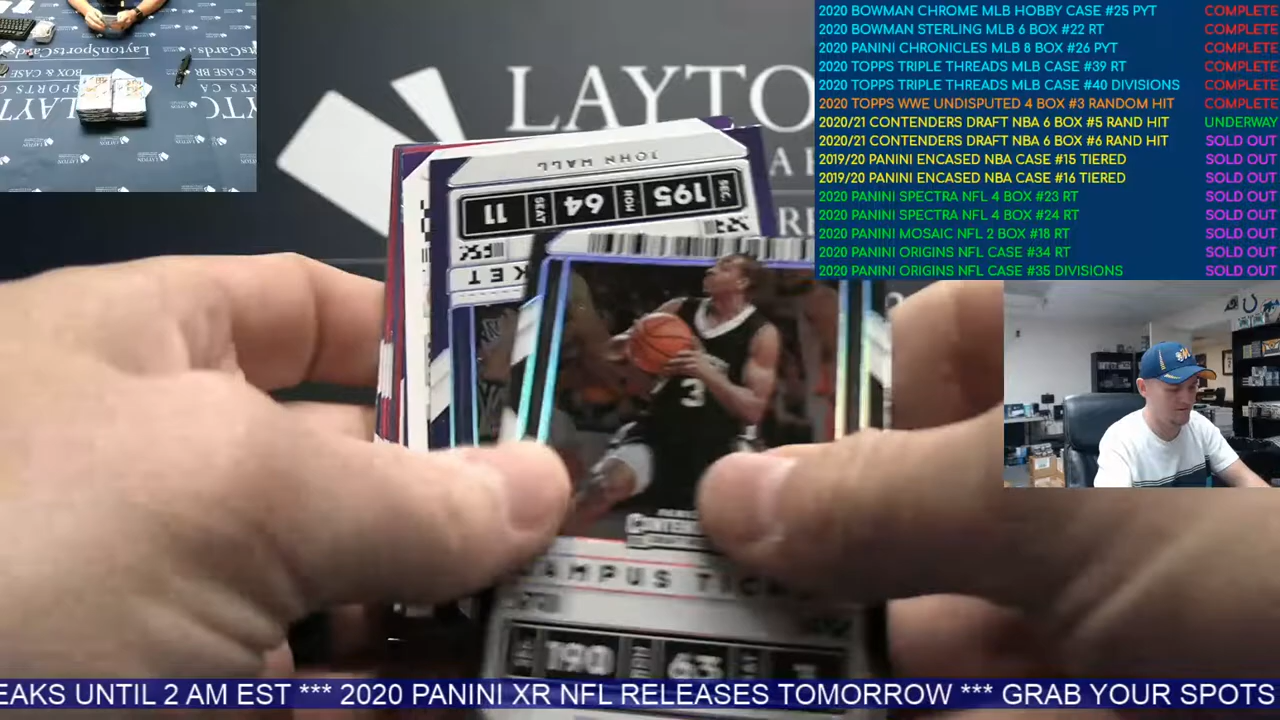 2020 BOWMAN CHROME MLB HOBBY CASE #25 PYT COMPLETE
2020 BOWMAN STERLING MLB 6 BOX #22 RT COMPLETE
2020 PANINI CHRONICLES MLB 8 BOX #26 PYT COMPLETE
2020 TOPPS TRIPLE THREADS MLB CASE #39 RT COMPLETE
2020 TOPPS TRIPLE THREADS MLB CASE #40 DIVISIONS COMPLETE
2020 TOPPS WWE UNDISPUTED 4 BOX #3 RANDOM HIT COMPLETE
2020/21 CONTENDERS DRAFT NBA 6 BOX #5 RAND HIT UNDERWAY
2020/21 CONTENDERS DRAFT NBA 6 BOX #6 RAND HIT SOLD OUT
2019/20 PANINI ENCASED NBA CASE #15 TIERED SOLD OUT
2019/20 PANINI ENCASED NBA CASE #16 TIERED SOLD OUT
2020 PANINI SPECTRA NFL 4 BOX #23 RT SOLD OUT
2020 PANINI SPECTRA NFL 4 BOX #24 RT SOLD OUT
2020 PANINI MOSAIC NFL 2 BOX #18 RT SOLD OUT
2020 PANINI ORIGINS NFL CASE #34 RT SOLD OUT
2020 PANINI ORIGINS NFL CASE #35 DIVISIONS SOLD OUT
LAYTO
JOHN WALL
SEC. 195 ROW 64 SEAT 11
KET
3
AMPUS TIC
190 63
EAKS UNTIL 2 AM EST *** 2020 PANINI XR NFL RELEASES TOMORROW *** GRAB YOUR SPOTS